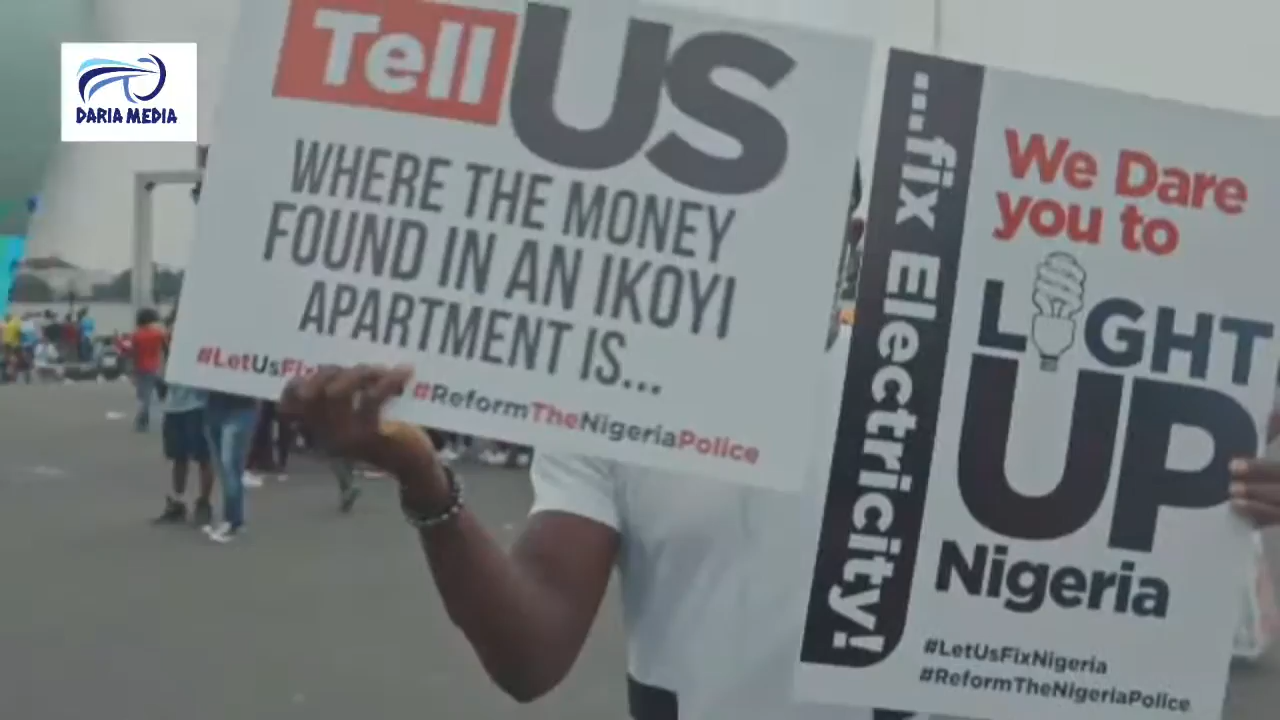 DARIA MEDIA
Tell US
WHERE THE MONEY
FOUND IN AN IKOYI
APARTMENT IS...
#LetUsFix
#ReformTheNigeriaPolice
...fix Electricity!
We Dare
you to
LIGHT
UP
Nigeria
#LetUsFixNigeria
#ReformTheNigeriaPolice